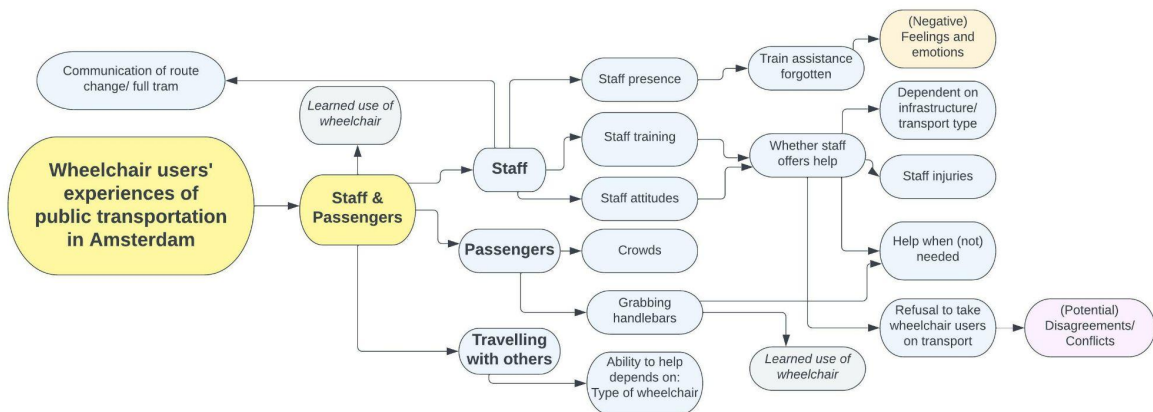 Communication of route
change/ full tram
Learned use of
wheelchair
Wheelchair users'
experiences of
public transportation
in Amsterdam
Staff &
Passengers
Staff
Passengers
Travelling
with others
Staff presence
Staff training
Staff attitudes
Crowds
Grabbing
handlebars
Ability to help
depends on:
Type of wheelchair
Train assistance
forgotten
Whether staff
offers help
Learned use of
wheelchair
(Negative)
Feelings and
emotions
Dependent on
infrastructure/
transport type
Staff injuries
Help when (not)
needed
Refusal to take
wheelchair users
on transport
(Potential)
Disagreements/
Conflicts